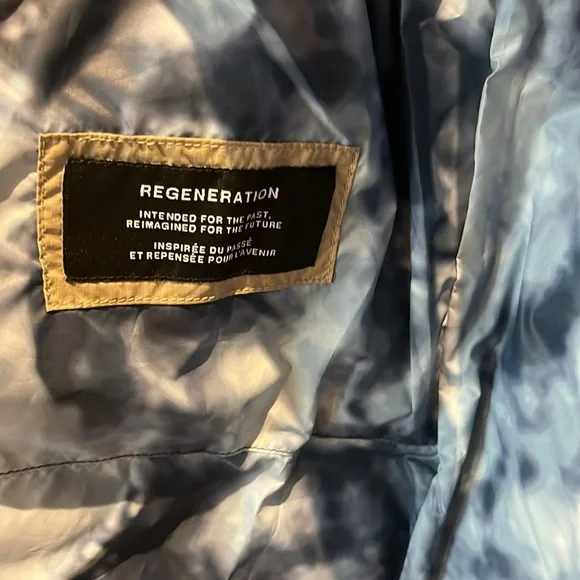 REGENERATION
INTENDED FOR THE PAST,
REIMAGINED FOR THE FUTURE
INSPIRÉE DU PASSÉ
ET REPENSÉE POUR L'AVENIR